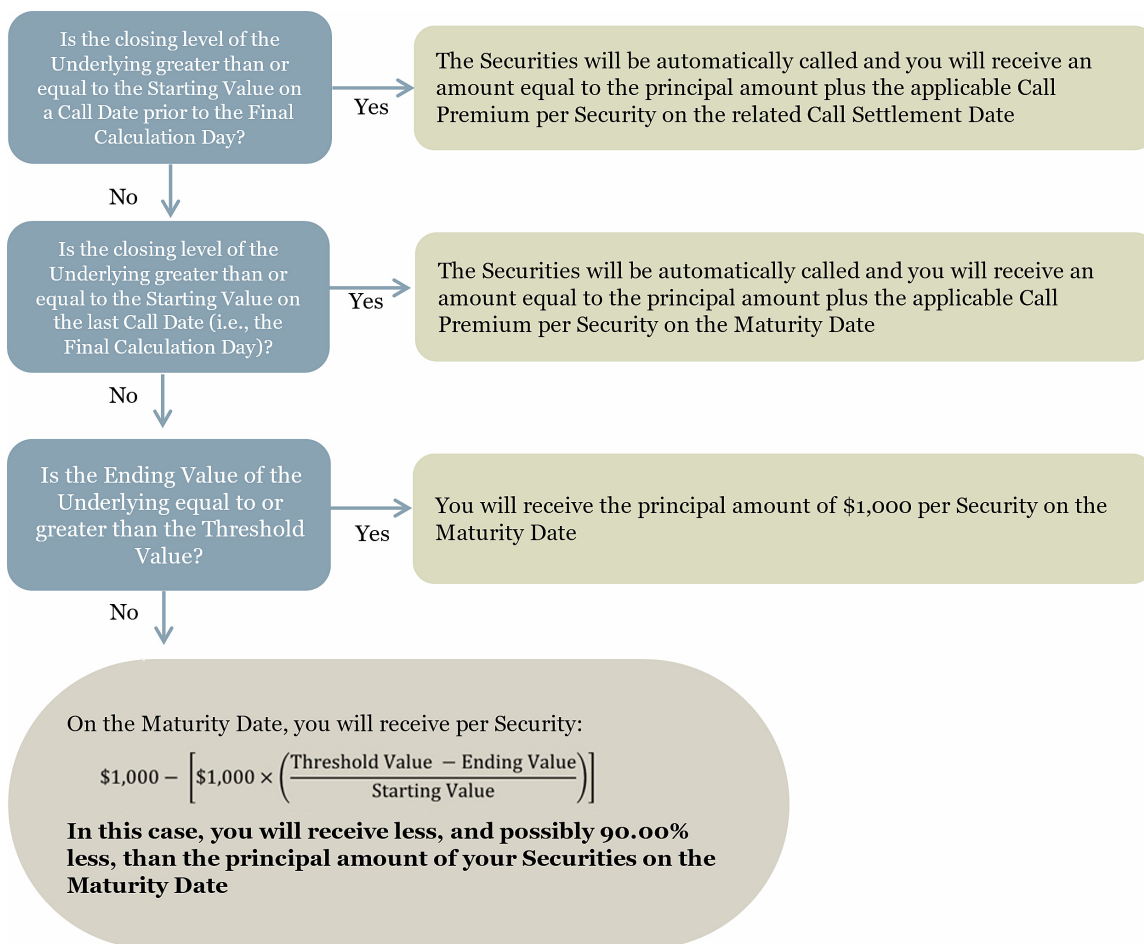 Is the closing level of the
Underlying greater than or
equal to the Starting Value on
a Call Date prior to the Final
Calculation Day?
Yes
The Securities will be automatically called and you will receive an
amount equal to the principal amount plus the applicable Call
Premium per Security on the related Call Settlement Date
No
Is the closing level of the
Underlying greater than or
equal to the Starting Value on
the last Call Date (i.e., the
Final Calculation Day)?
Yes
The Securities will be automatically called and you will receive an
amount equal to the principal amount plus the applicable Call
Premium per Security on the Maturity Date
No
Is the Ending Value of the
Underlying equal to or
greater than the Threshold
Value?
Yes
You will receive the principal amount of $1,000 per Security on the
Maturity Date
No
On the Maturity Date, you will receive per Security:
$1,000 − [$1,000 × (Threshold Value − Ending Value / Starting Value)]
In this case, you will receive less, and possibly 90.00%
less, than the principal amount of your Securities on the
Maturity Date